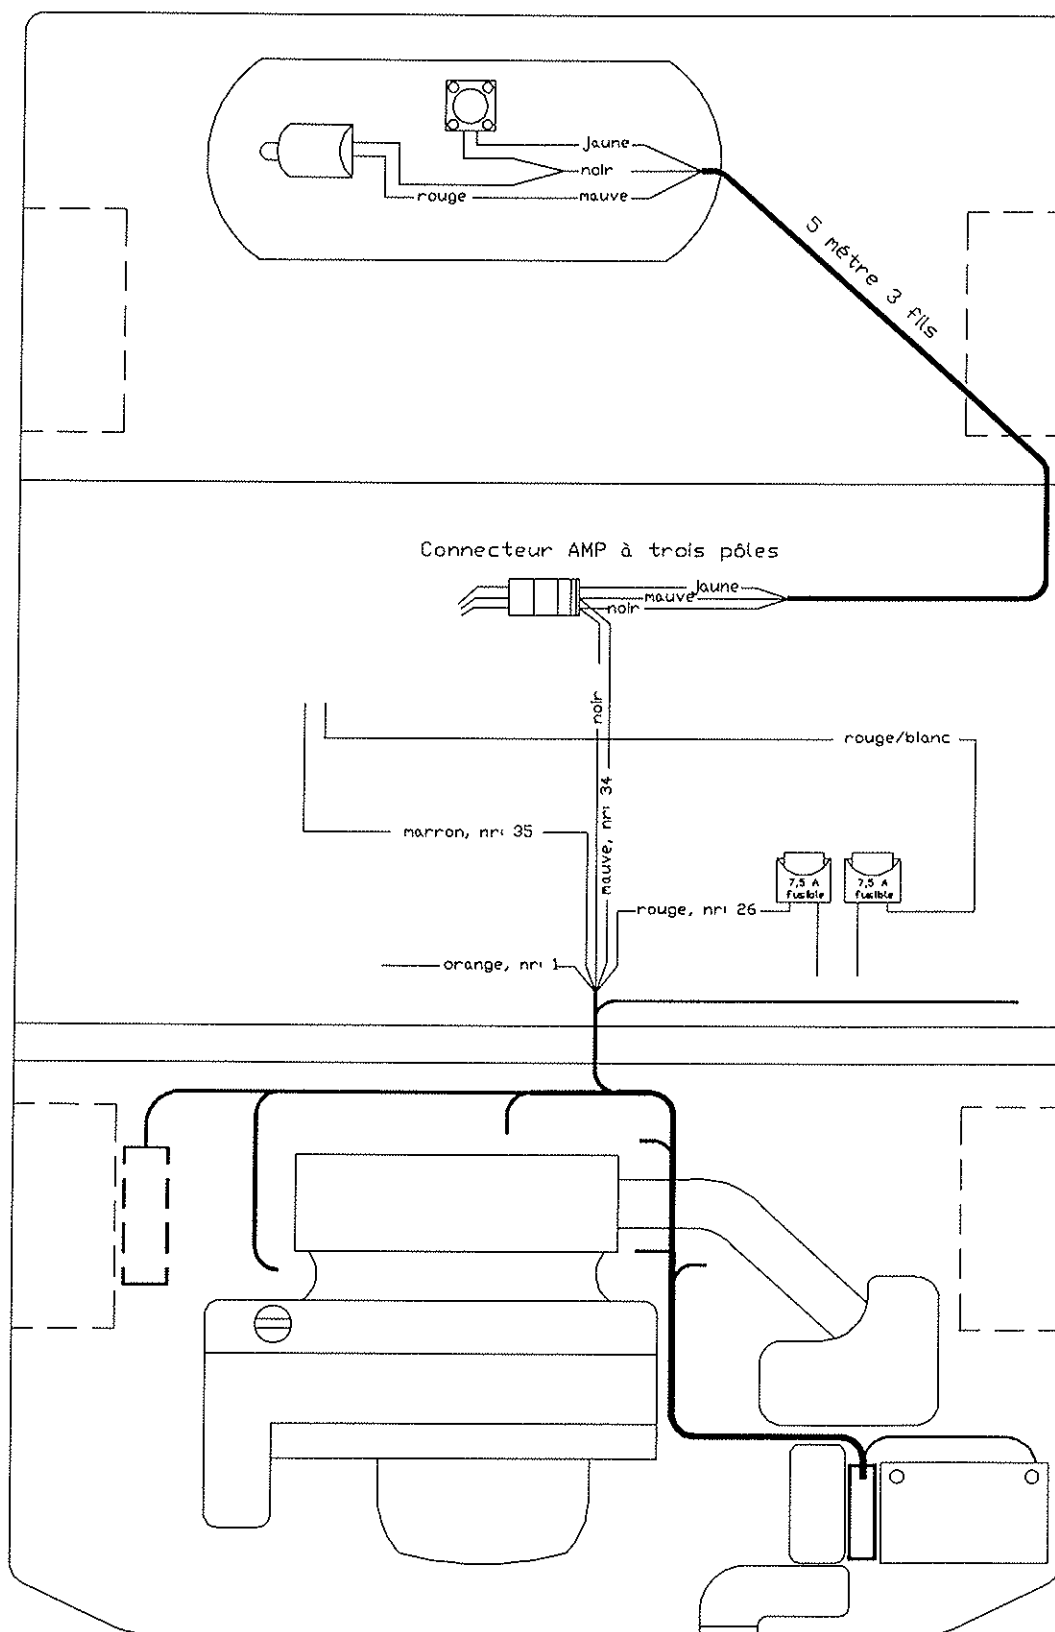 Jaune
noir
rouge
mauve
5 métre 3 fils
Connecteur AMP à trois pôles
Jaune
mauve
noir
noir
rouge/blanc
mauve, nr: 34
marron, nr: 35
7,5 A
fusible
7,5 A
fusible
rouge, nr: 26
orange, nr: 1